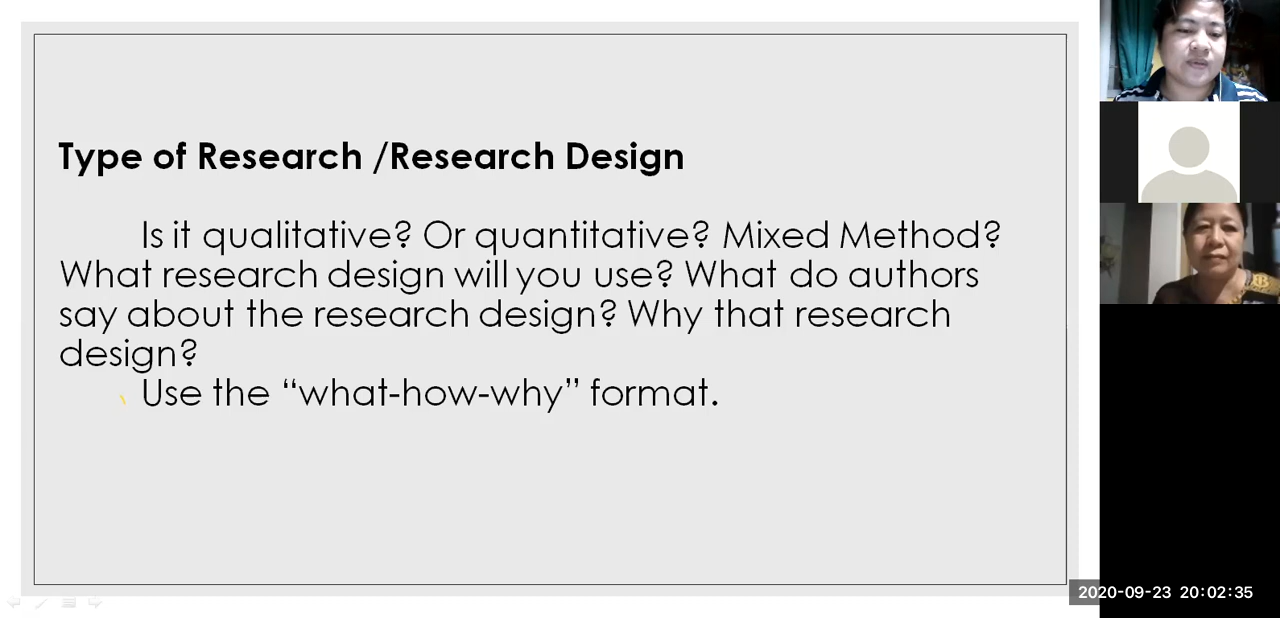 Type of Research /Research Design
Is it qualitative? Or quantitative? Mixed Method?
What research design will you use? What do authors
say about the research design? Why that research
design?
Use the “what-how-why” format.
2020-09-23 20:02:35